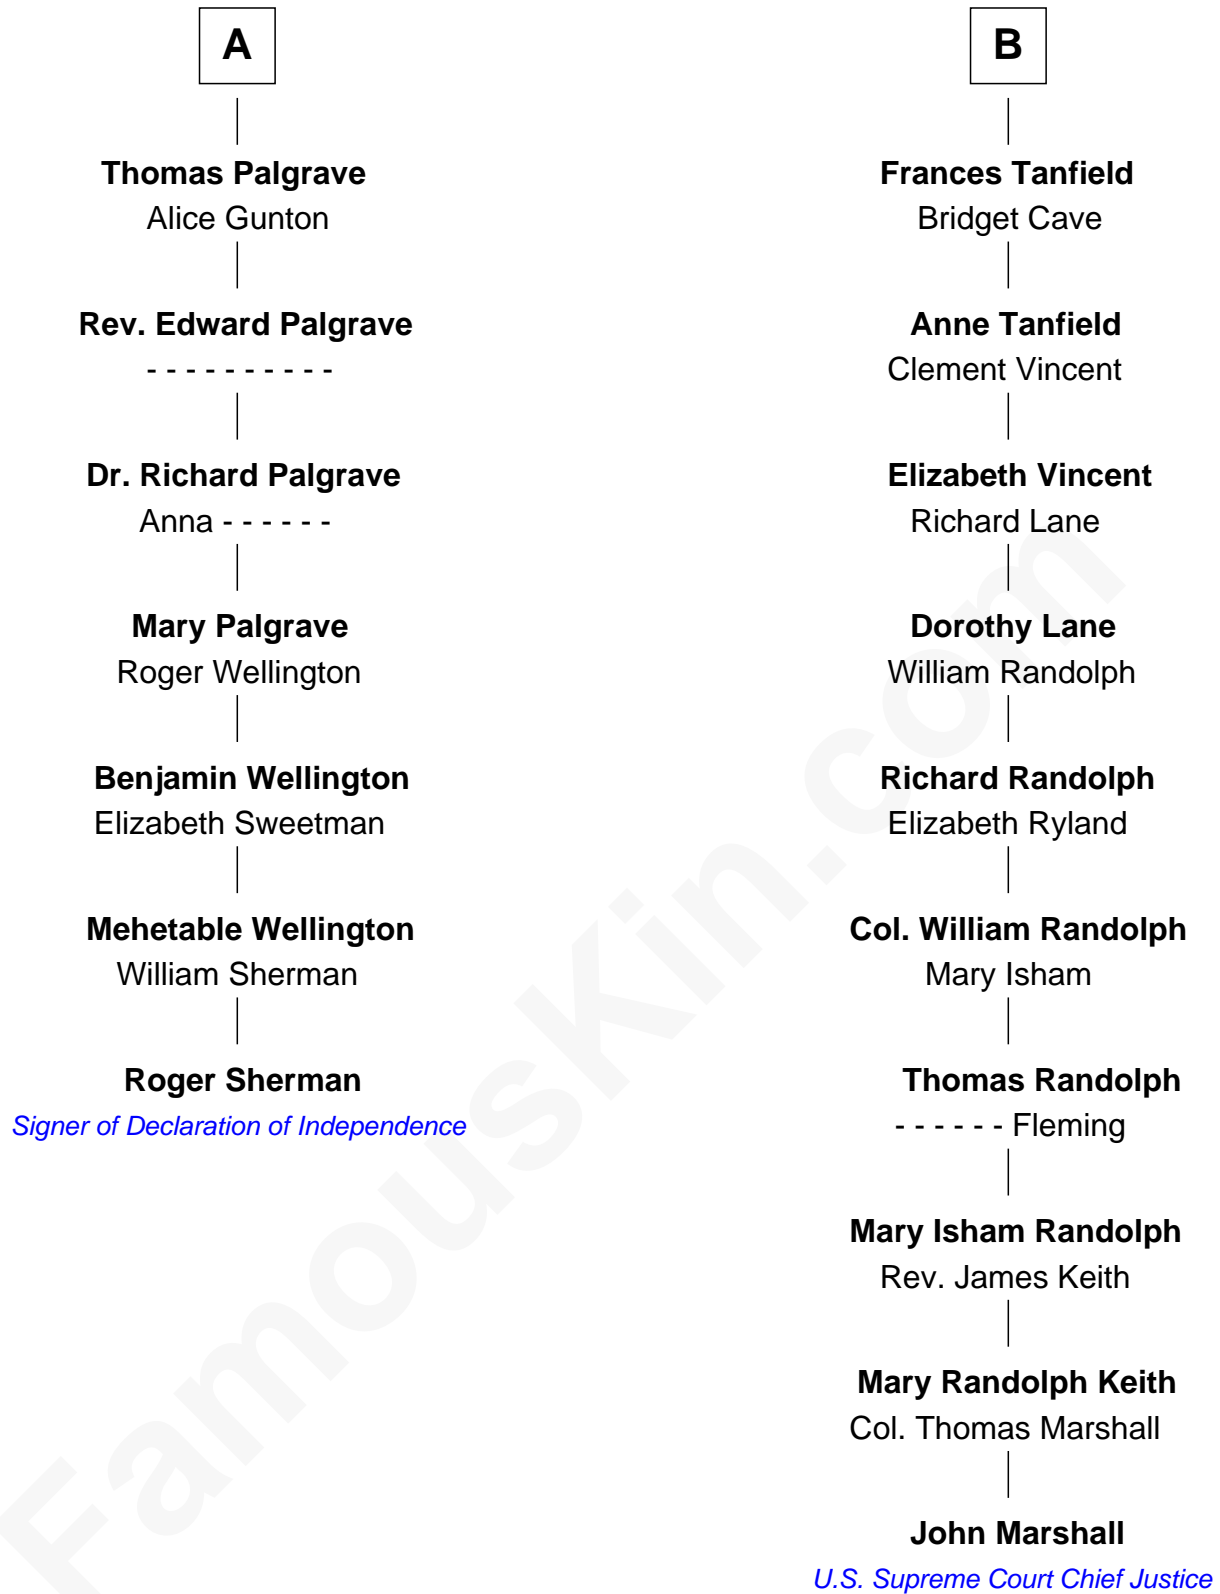 A
Thomas Palgrave
Alice Gunton
Rev. Edward Palgrave
- - - - - - - - - -
Dr. Richard Palgrave
Anna - - - - - -
Mary Palgrave
Roger Wellington
Benjamin Wellington
Elizabeth Sweetman
Mehetable Wellington
William Sherman
Roger Sherman
Signer of Declaration of Independence
B
Frances Tanfield
Bridget Cave
Anne Tanfield
Clement Vincent
Elizabeth Vincent
Richard Lane
Dorothy Lane
William Randolph
Richard Randolph
Elizabeth Ryland
Col. William Randolph
Mary Isham
Thomas Randolph
- - - - - - Fleming
Mary Isham Randolph
Rev. James Keith
Mary Randolph Keith
Col. Thomas Marshall
John Marshall
U.S. Supreme Court Chief Justice
FamousKin.com